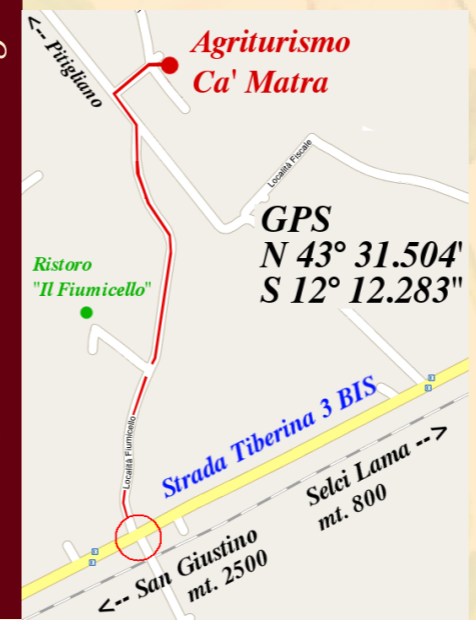 <-- Pitigliano
Agriturismo
Ca' Matra
Località Fiscale
GPS
N 43° 31.504'
S 12° 12.283"
Ristoro
"Il Fiumicello"
Località Fiumicello
Strada Tiberina 3 BIS
Selci Lama -->
mt. 800
<-- San Giustino
mt. 2500